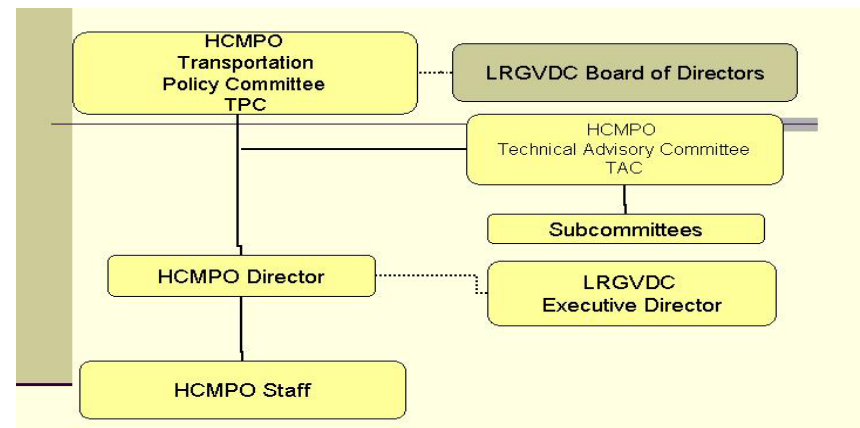 HCMPO
Transportation
Policy Committee
TPC
LRGVDC Board of Directors
HCMPO
Technical Advisory Committee
TAC
Subcommittees
HCMPO Director
LRGVDC
Executive Director
HCMPO Staff